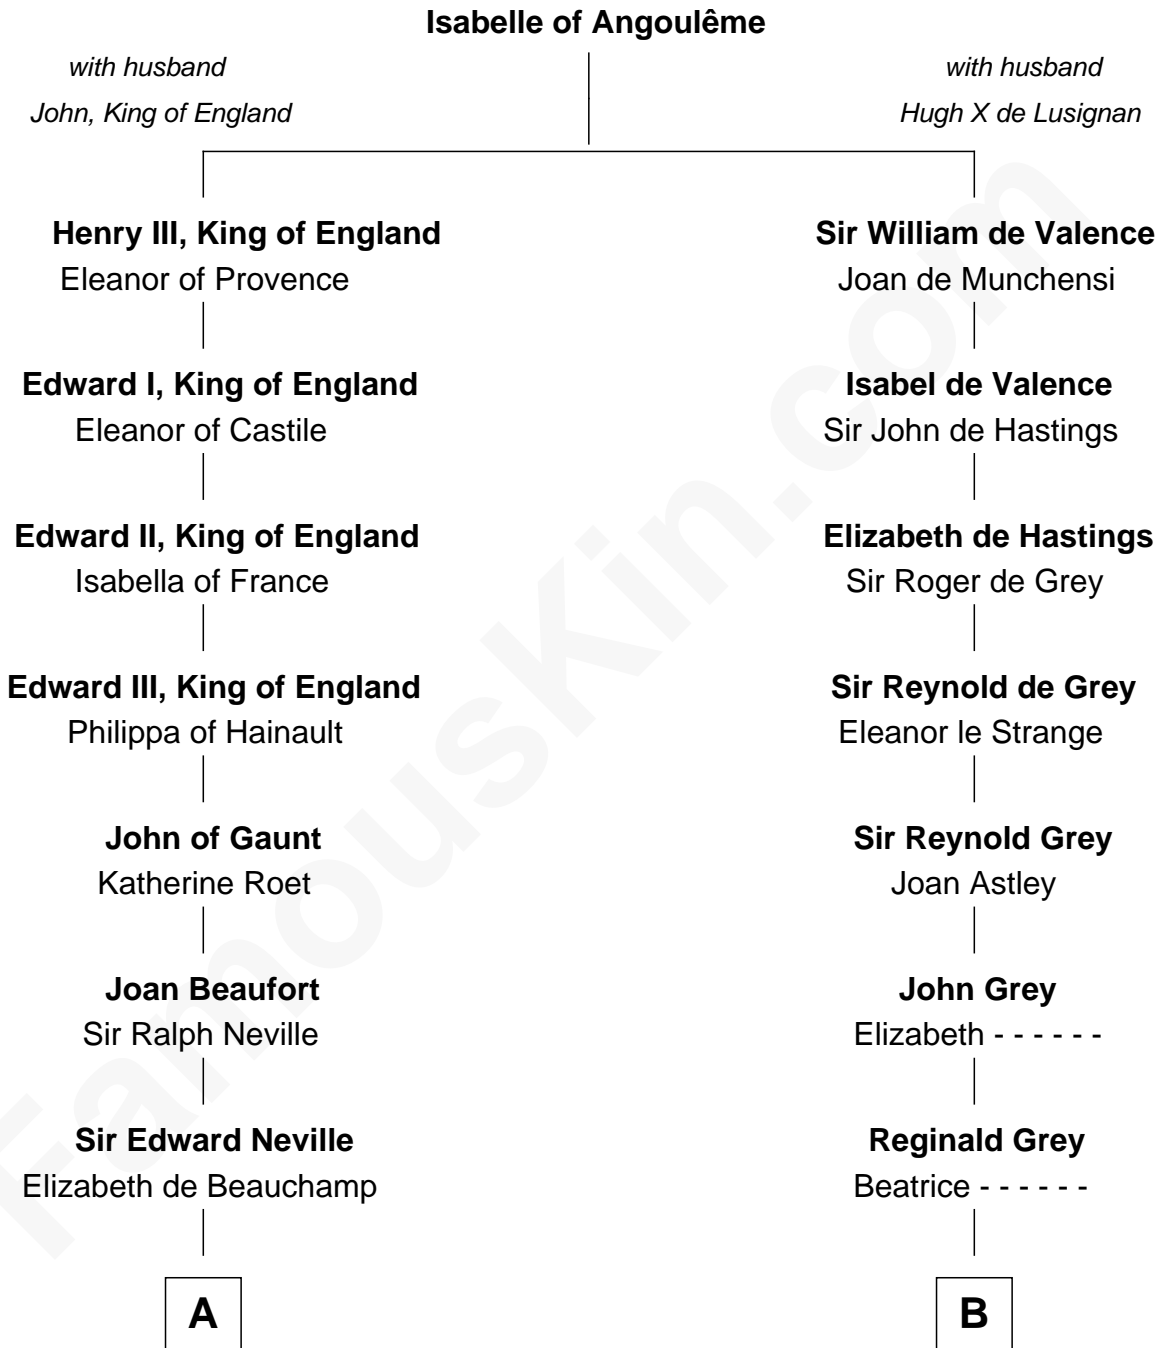 Isabelle of Angoulême
with husband
John, King of England
with husband
Hugh X de Lusignan
Henry III, King of England
Eleanor of Provence
Sir William de Valence
Joan de Munchensi
Edward I, King of England
Eleanor of Castile
Isabel de Valence
Sir John de Hastings
Edward II, King of England
Isabella of France
Elizabeth de Hastings
Sir Roger de Grey
Edward III, King of England
Philippa of Hainault
Sir Reynold de Grey
Eleanor le Strange
John of Gaunt
Katherine Roet
Sir Reynold Grey
Joan Astley
Joan Beaufort
Sir Ralph Neville
John Grey
Elizabeth - - - - - -
Sir Edward Neville
Elizabeth de Beauchamp
Reginald Grey
Beatrice - - - - - -
A
B
FamousKin.com